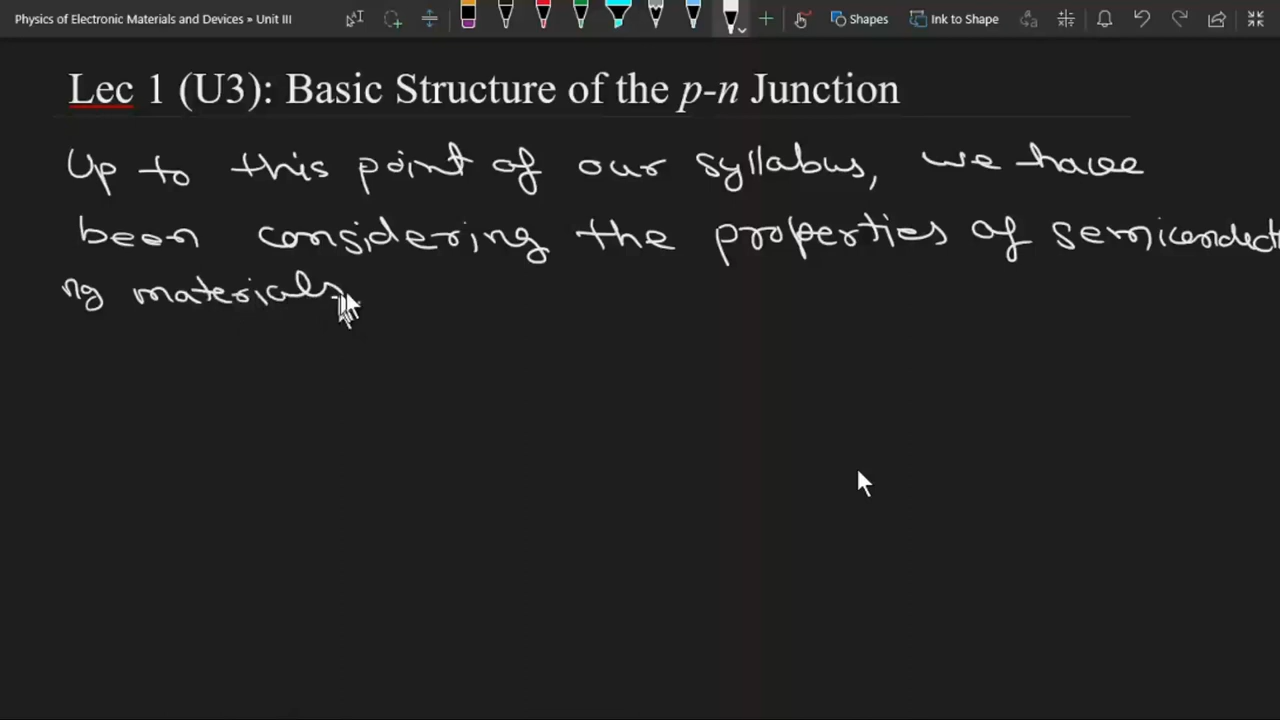 Physics of Electronic Materials and Devices » Unit III
Shapes
Ink to Shape
Lec 1 (U3): Basic Structure of the p-n Junction
Up to this point of our syllabus, we have
been considering the properties of semiconducti
ng materials